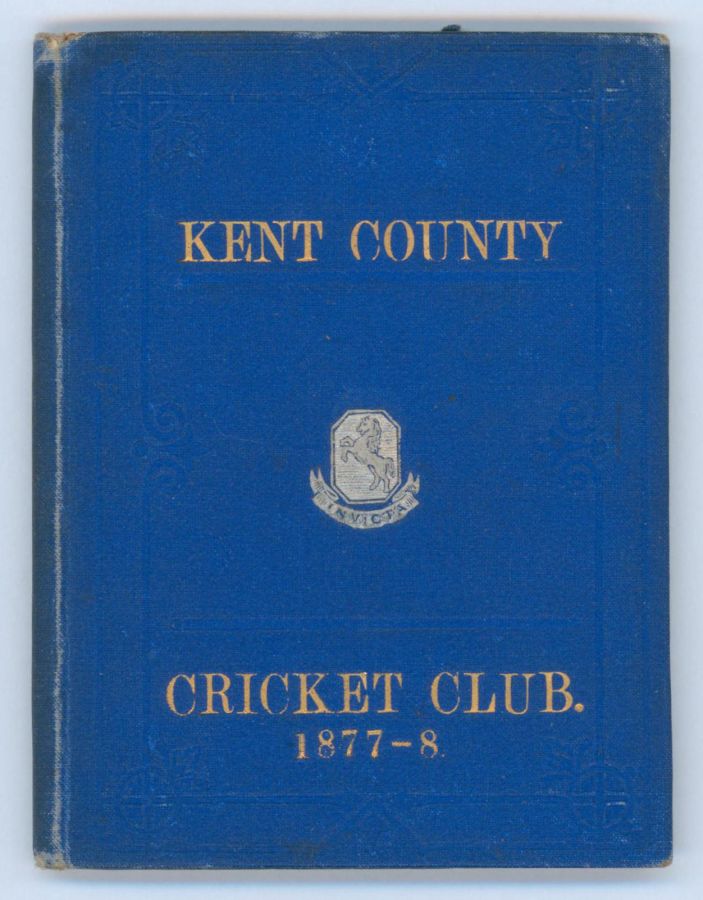 KENT COUNTY
INVICTA
CRICKET CLUB.
1877-8.